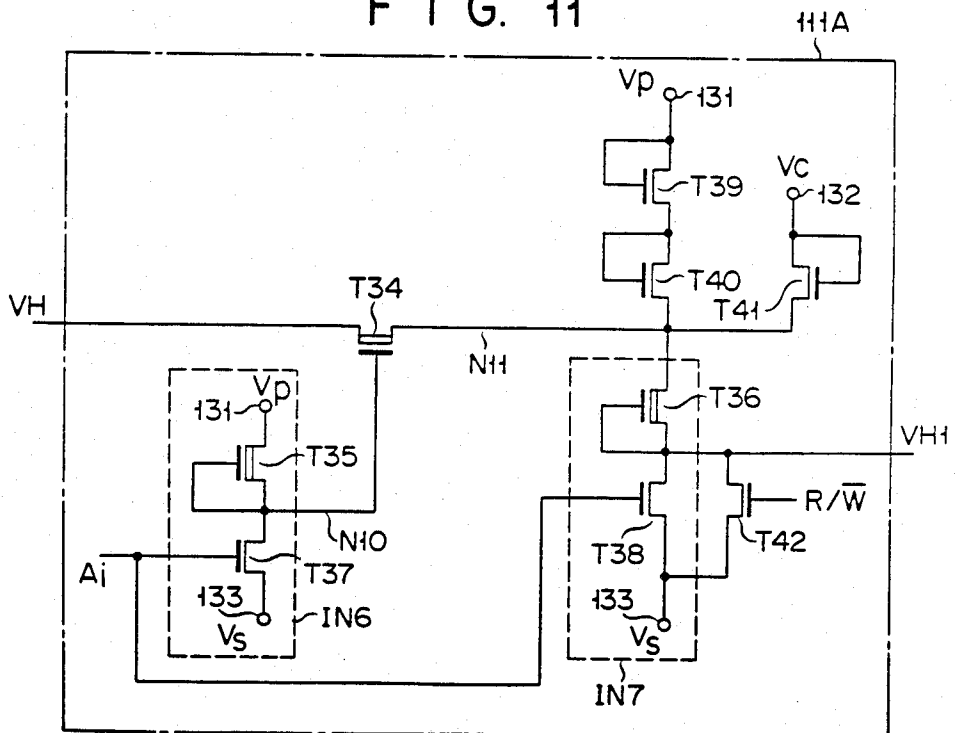 FIG. 11
111A
Vp
131
T39
Vc
132
T40
T41
VH
T34
N11
Vp
131
T35
T36
VH1
R/W̅
N10
T38
T42
Ai
T37
133
Vs
IN6
133
Vs
IN7